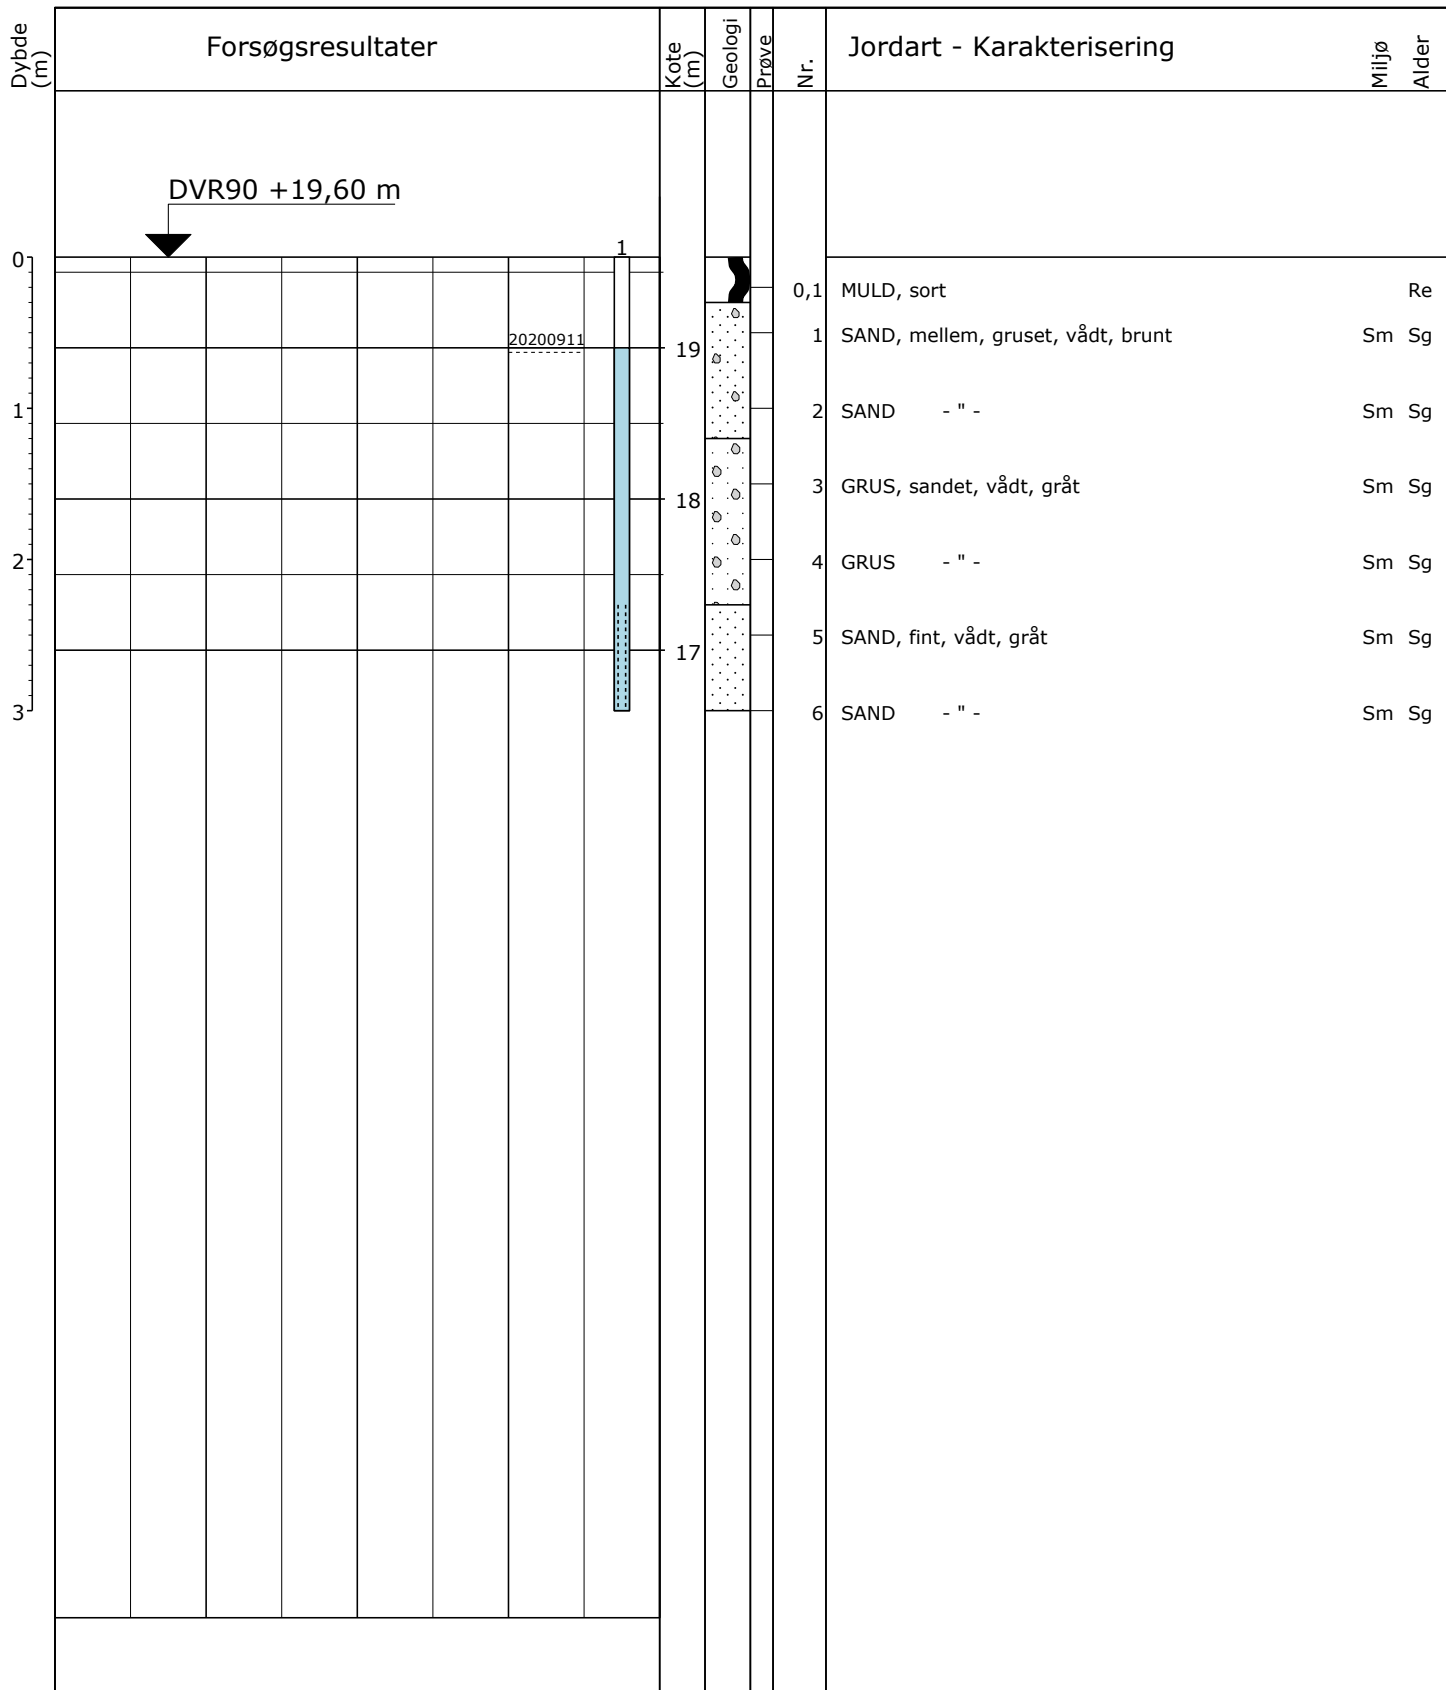 Dybde
(m)
Forsøgsresultater
Kote
(m)
Geologi
Prøve
Nr.
Jordart - Karakterisering
Miljø
Alder
DVR90 +19,60 m
1
0
0,1 MULD, sort Re
20200911
19
1 SAND, mellem, gruset, vådt, brunt Sm Sg
1
2 SAND - " - Sm Sg
18
3 GRUS, sandet, vådt, gråt Sm Sg
2
4 GRUS - " - Sm Sg
17
5 SAND, fint, vådt, gråt Sm Sg
3
6 SAND - " - Sm Sg